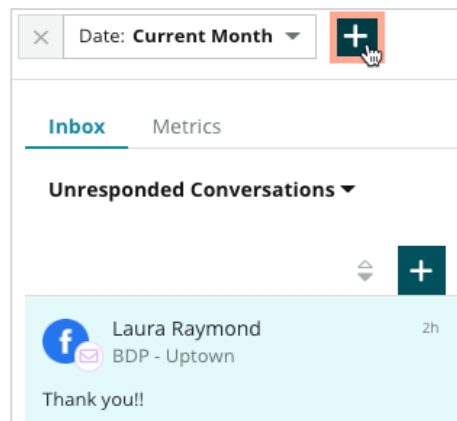 Date: Current Month
Inbox Metrics
Unresponded Conversations
Laura Raymond 2h
BDP - Uptown
Thank you!!